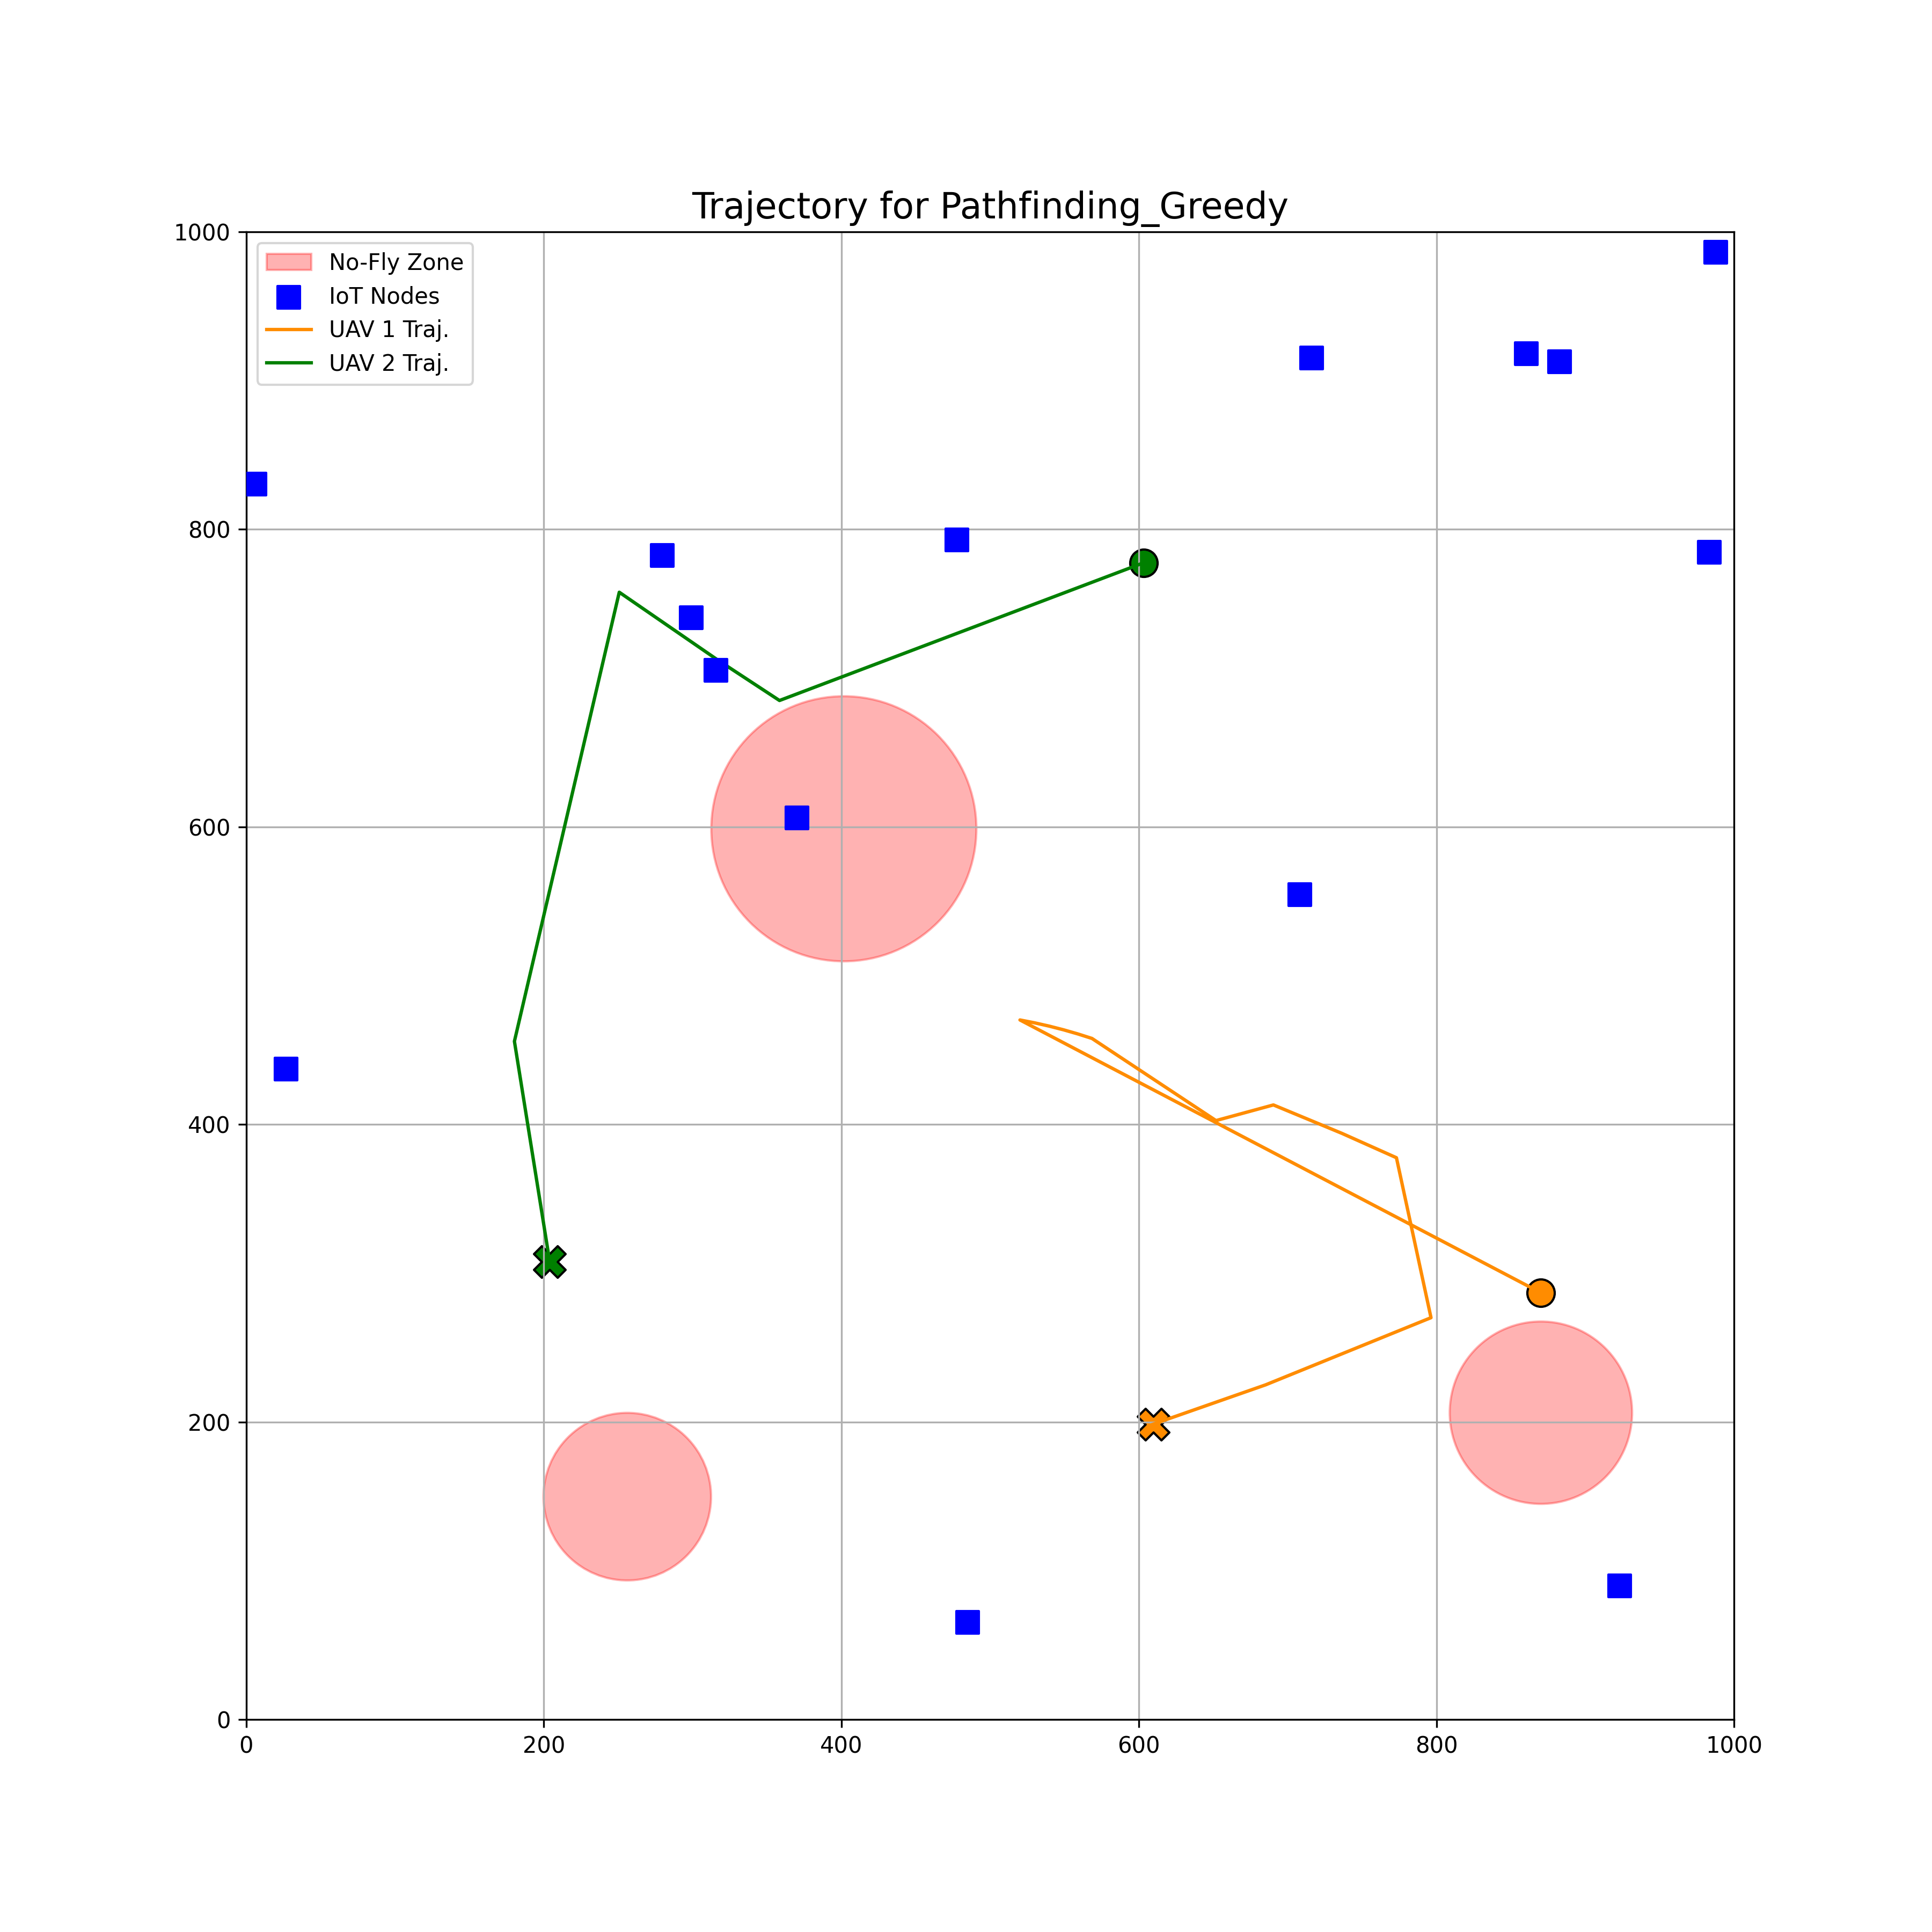 Trajectory for Pathfinding_Greedy
1000
800
600
400
200
0
No-Fly Zone
IoT Nodes
UAV 1 Traj.
UAV 2 Traj.
0 200 400 600 800 1000